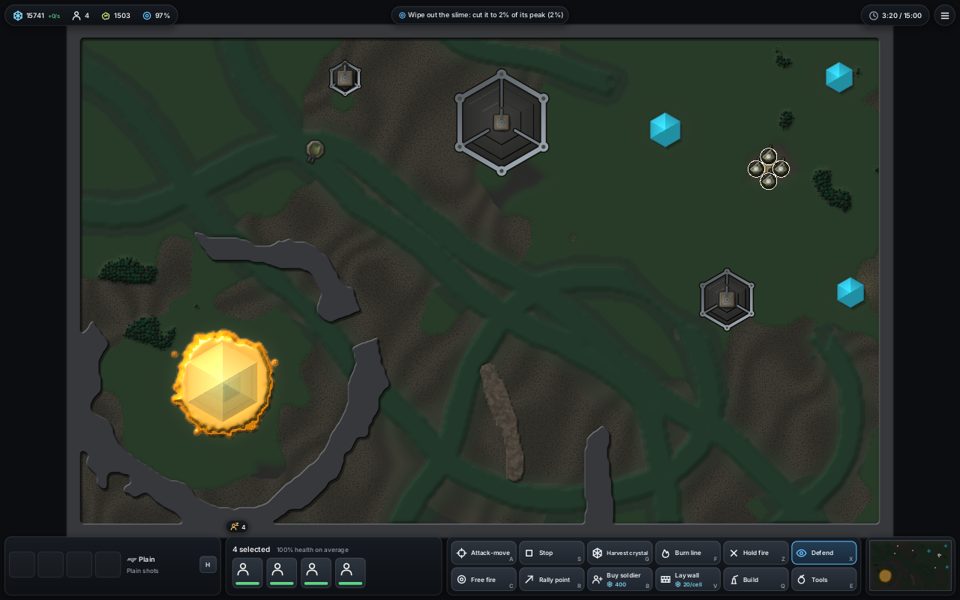 15741 +0/s 4 1503 97%
Wipe out the slime: cut it to 2% of its peak (2%)
3:20 / 15:00
4
Plain
Plain shots
H
4 selected 100% health on average
Attack-move A
Stop S
Harvest crystal G
Burn line F
Hold fire Z
Defend X
Free fire C
Rally point R
Buy soldier 400 B
Lay wall 20/cell V
Build Q
Tools E